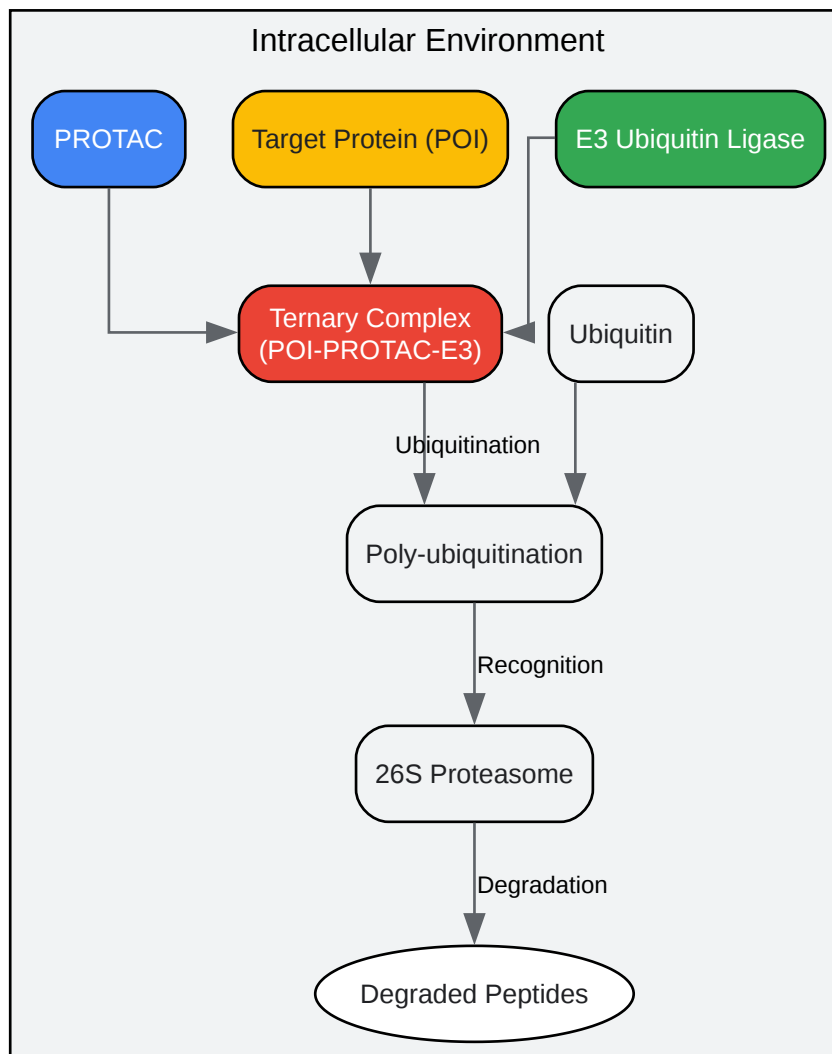 Intracellular Environment
PROTAC
Target Protein (POI)
E3 Ubiquitin Ligase
Ternary Complex
(POI-PROTAC-E3)
Ubiquitin
Ubiquitination
Poly-ubiquitination
Recognition
26S Proteasome
Degradation
Degraded Peptides